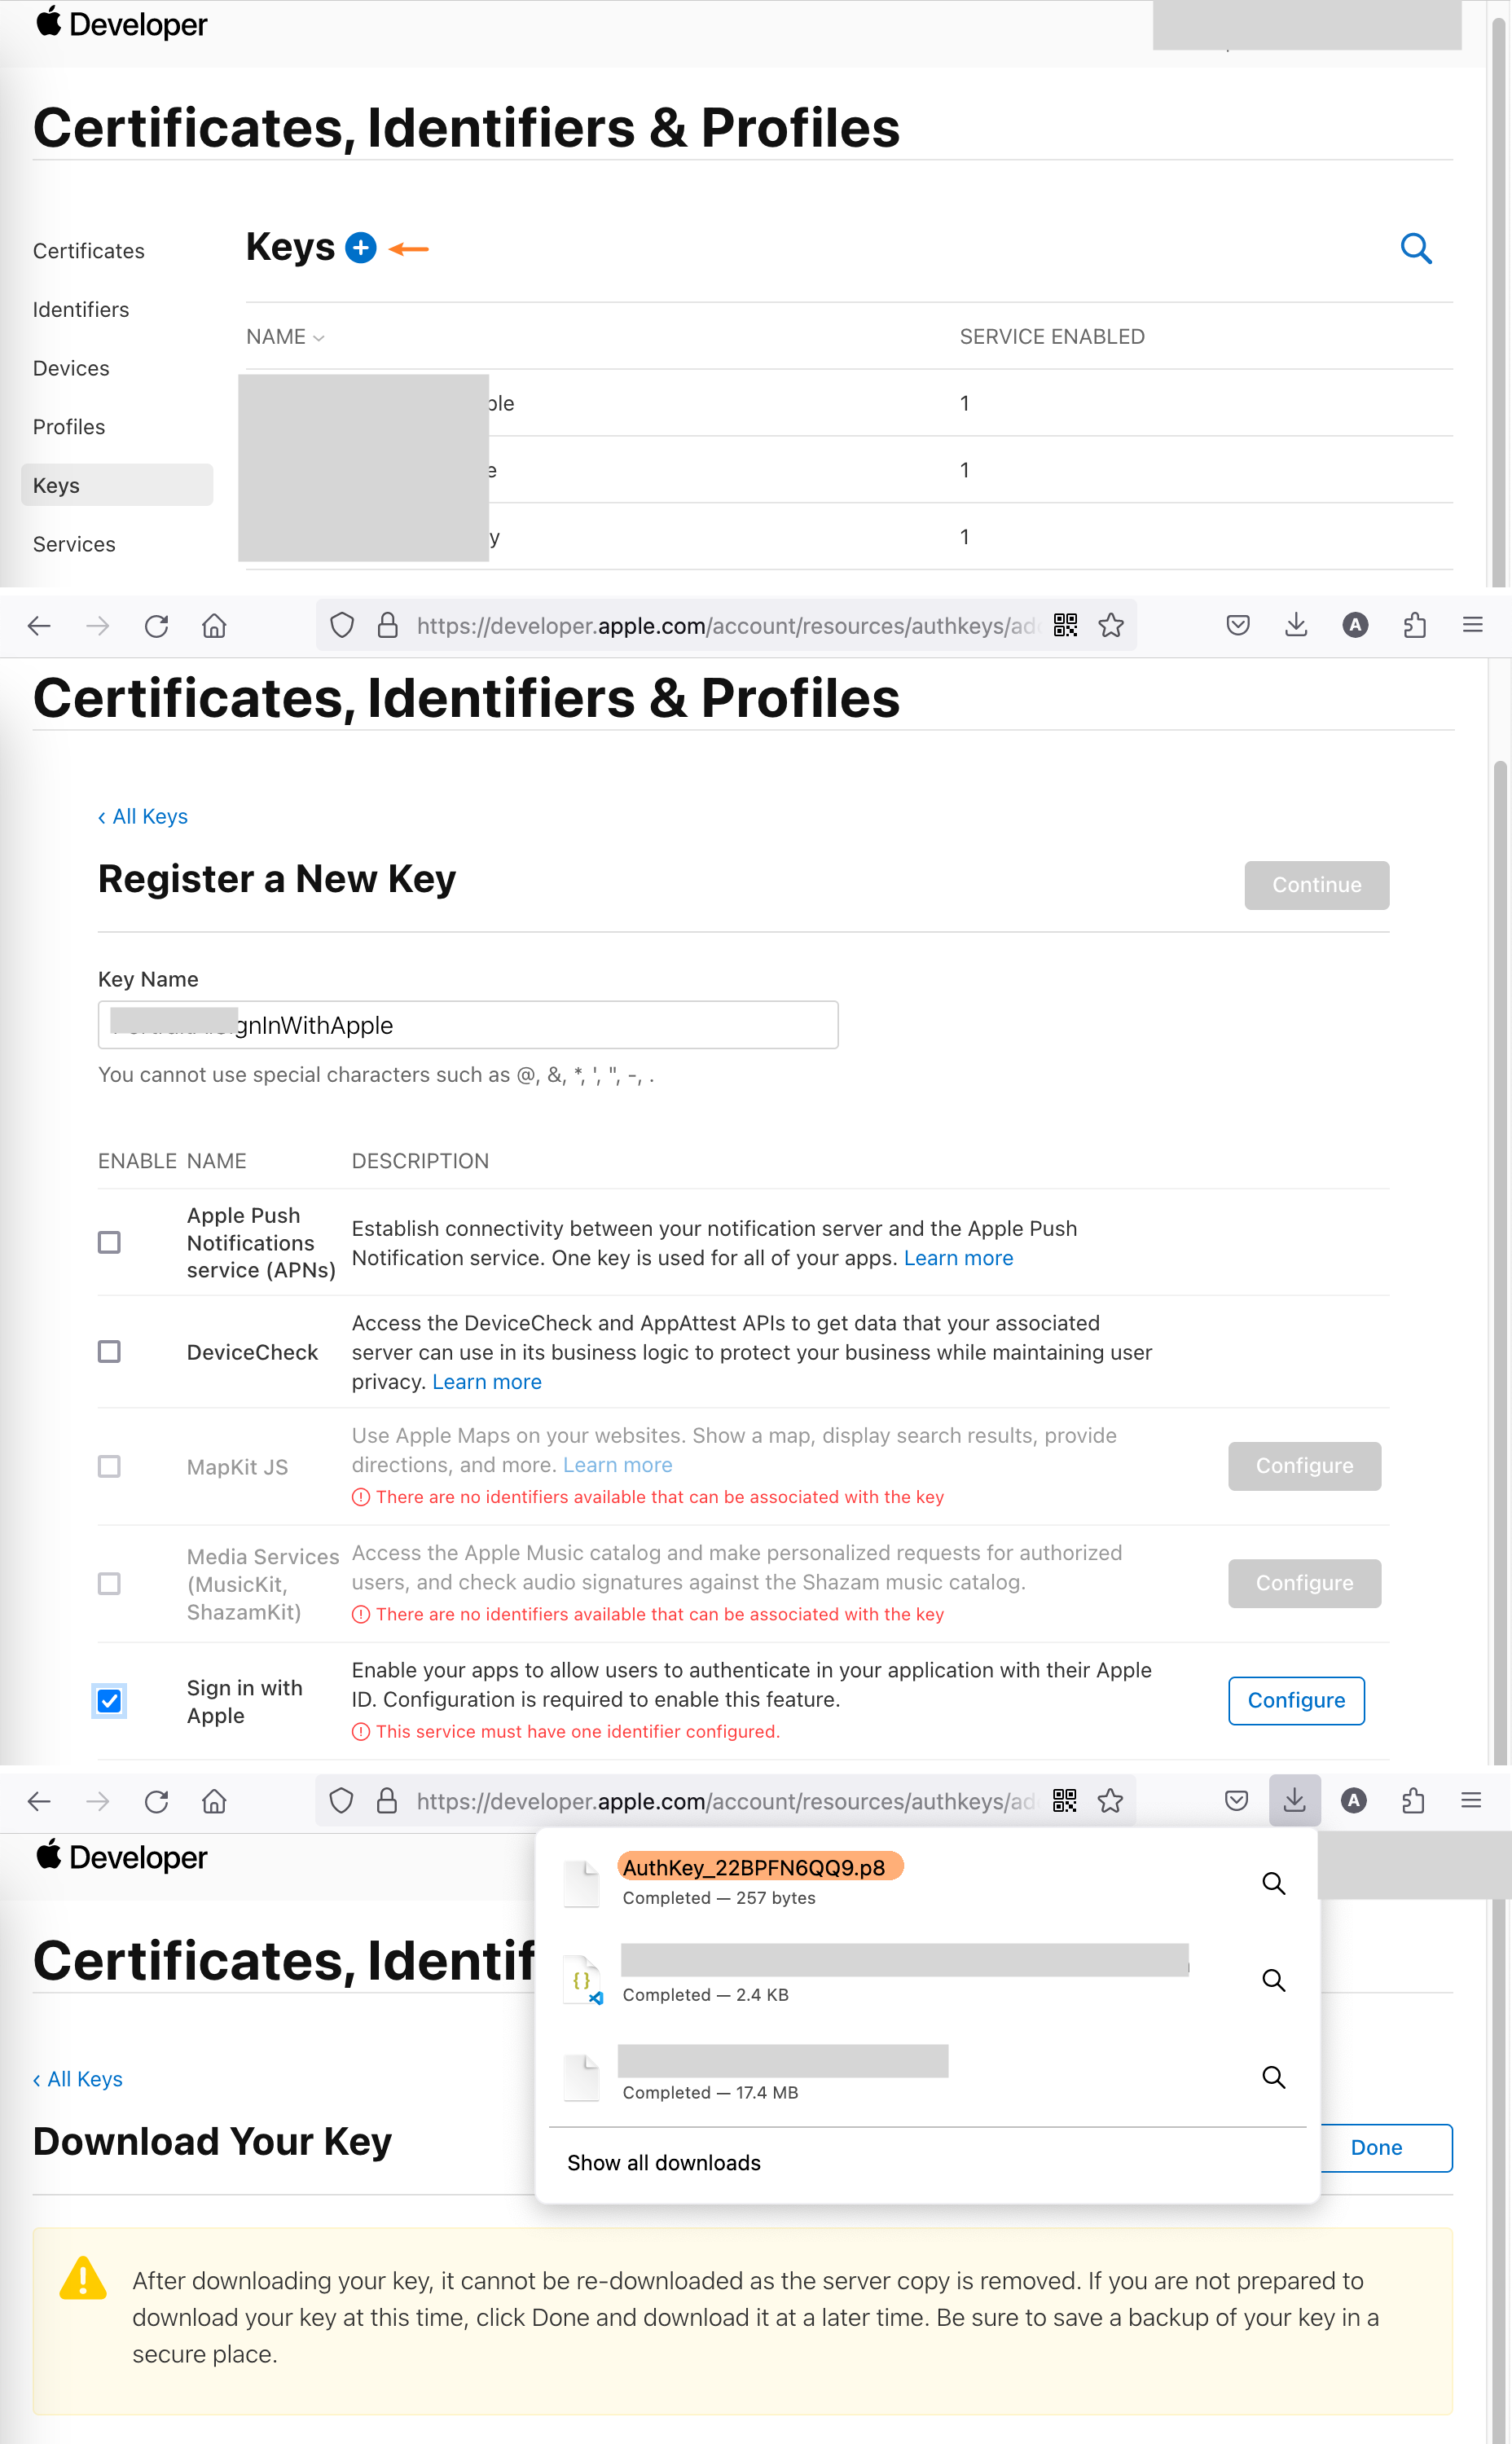 Developer
Certificates, Identifiers & Profiles
Certificates
Identifiers
Devices
Profiles
Keys
Services
Keys
NAME
SERVICE ENABLED
ple
1
e
1
y
1
https://developer.apple.com/account/resources/authkeys/add
A
Certificates, Identifiers & Profiles
‹ All Keys
Register a New Key
Continue
Key Name
gnInWithApple
You cannot use special characters such as @, &, *, ', ", -, .
ENABLE NAME DESCRIPTION
Apple Push
Notifications
service (APNs)
Establish connectivity between your notification server and the Apple Push
Notification service. One key is used for all of your apps. Learn more
DeviceCheck
Access the DeviceCheck and AppAttest APIs to get data that your associated
server can use in its business logic to protect your business while maintaining user
privacy. Learn more
MapKit JS
Use Apple Maps on your websites. Show a map, display search results, provide
directions, and more. Learn more
There are no identifiers available that can be associated with the key
Configure
Media Services
(MusicKit,
ShazamKit)
Access the Apple Music catalog and make personalized requests for authorized
users, and check audio signatures against the Shazam music catalog.
There are no identifiers available that can be associated with the key
Configure
Sign in with
Apple
Enable your apps to allow users to authenticate in your application with their Apple
ID. Configuration is required to enable this feature.
This service must have one identifier configured.
Configure
https://developer.apple.com/account/resources/authkeys/add
A
Developer
AuthKey_22BPFN6QQ9.p8
Completed — 257 bytes
Completed — 2.4 KB
Completed — 17.4 MB
Show all downloads
Certificates, Identif
‹ All Keys
Download Your Key
Done
After downloading your key, it cannot be re-downloaded as the server copy is removed. If you are not prepared to
download your key at this time, click Done and download it at a later time. Be sure to save a backup of your key in a
secure place.